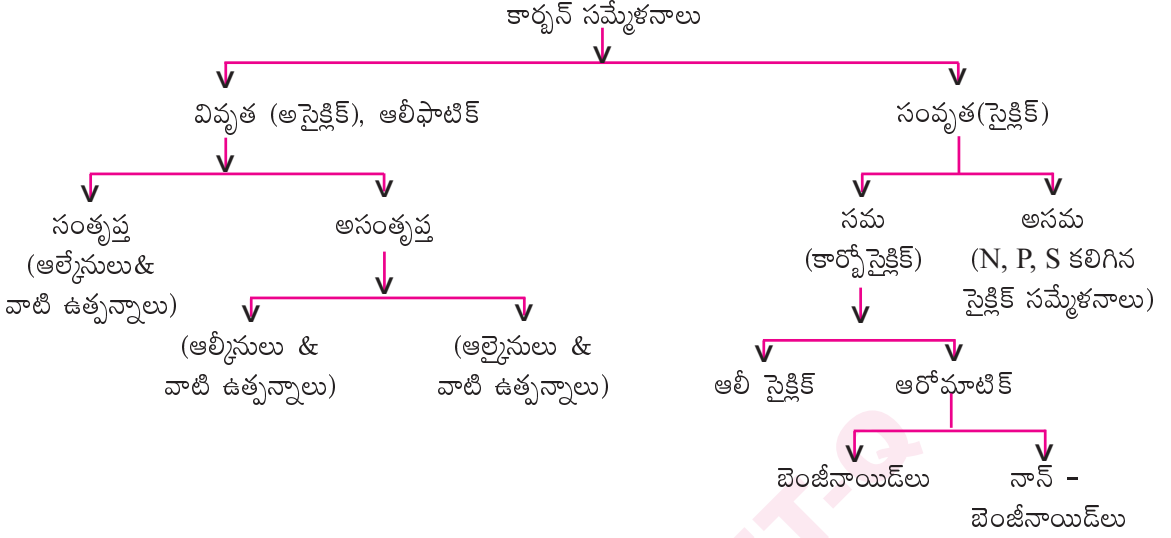 కార్బన్ సమ్మేళనాలు
వివృత (అసైక్లిక్), ఆలీఫాటిక్
సంవృత(సైక్లిక్)
సంతృప్త
(ఆల్కేనులు&
వాటి ఉత్పన్నాలు)
అసంతృప్త
సమ
(కార్బోసైక్లిక్)
అసమ
(N, P, S కలిగిన
సైక్లిక్ సమ్మేళనాలు)
(ఆల్కీనులు &
వాటి ఉత్పన్నాలు)
(ఆల్కైనులు &
వాటి ఉత్పన్నాలు)
ఆలీ సైక్లిక్
ఆరోమాటిక్
బెంజీనాయిడ్‌లు
నాన్ -
బెంజీనాయిడ్‌లు